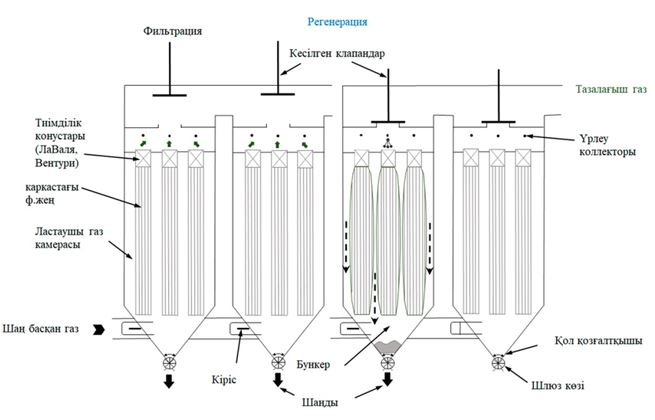 Регенерация
Фильтрация
Кесілген клапандар
Тазалағыш газ
Тиімділік
конустары
(ЛаВаля,
Вентури)
Үрлеу
коллекторы
каркастағы
ф.жең
Ластаушы газ
камерасы
Шаң басқан газ
Кіріс
Бункер
Шаңды
Қол қозғалтқышы
Шлюз көзі